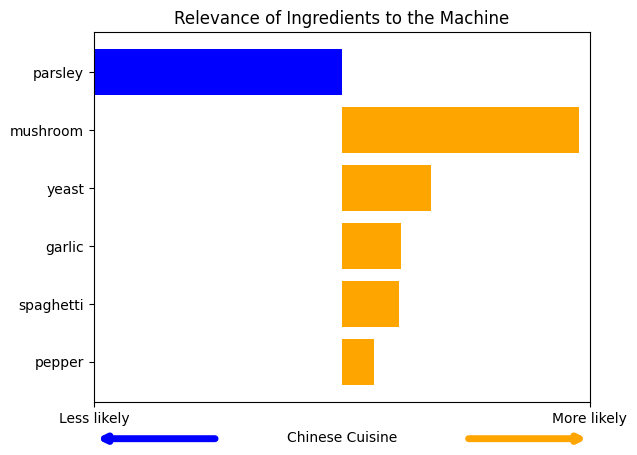 Relevance of Ingredients to the Machine
parsley
mushroom
yeast
garlic
spaghetti
pepper
Less likely
More likely
Chinese Cuisine